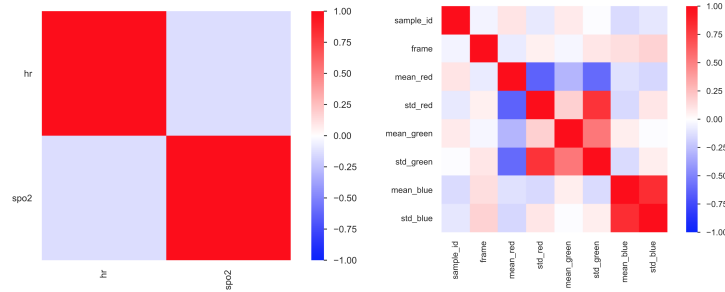 hr
spo2
hr
spo2
1.00
0.75
0.50
0.25
0.00
−0.25
−0.50
−0.75
−1.00
sample_id
frame
mean_red
std_red
mean_green
std_green
mean_blue
std_blue
sample_id
frame
mean_red
std_red
mean_green
std_green
mean_blue
std_blue
1.00
0.75
0.50
0.25
0.00
−0.25
−0.50
−0.75
−1.00